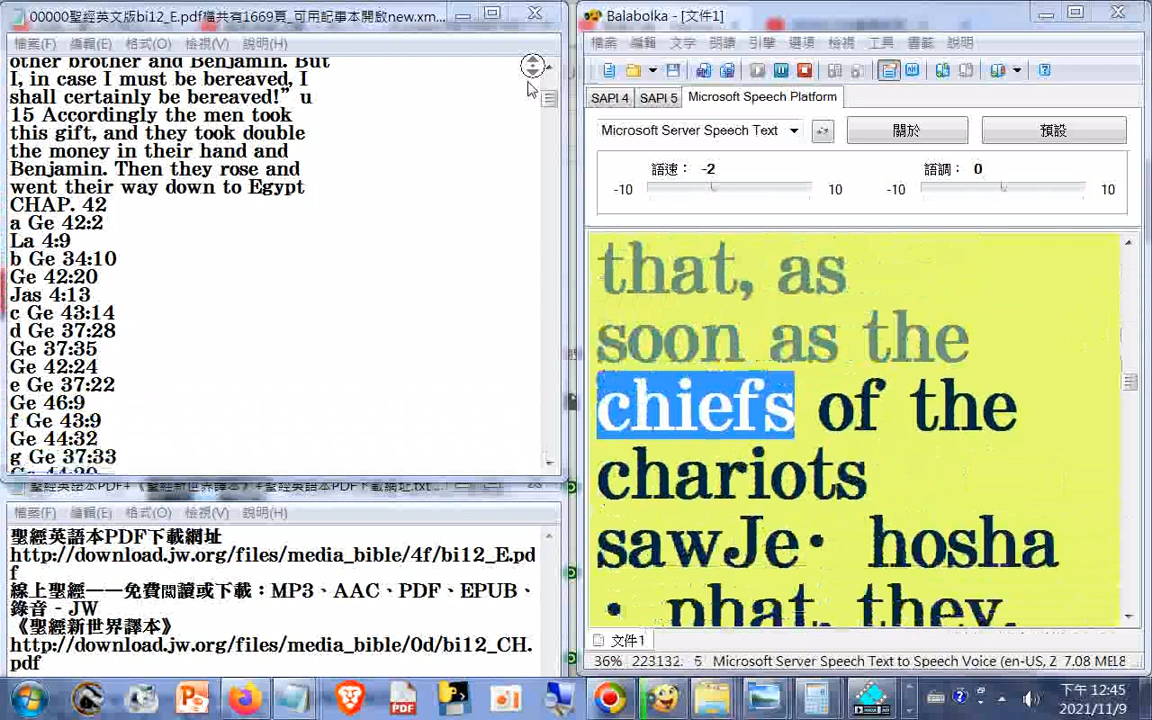 00000聖經英文版bi12_E.pdf檔共有1669頁_可用記事本開啟new.xm...
檔案(F) 編輯(E) 格式(O) 檢視(V) 說明(H)
other brother and Benjamin. But
I, in case I must be bereaved, I
shall certainly be bereaved!” u
15 Accordingly the men took
this gift, and they took double
the money in their hand and
Benjamin. Then they rose and
went their way down to Egypt
CHAP. 42
a Ge 42:2
La 4:9
b Ge 34:10
Ge 42:20
Jas 4:13
c Ge 43:14
d Ge 37:28
Ge 37:35
Ge 42:24
e Ge 37:22
Ge 46:9
f Ge 43:9
Ge 44:32
g Ge 37:33
檔案(F) 編輯(E) 格式(O) 檢視(V) 說明(H)
聖經英語本PDF下載網址
http://download.jw.org/files/media_bible/4f/bi12_E.pd
f
線上聖經——免費閱讀或下載：MP3、AAC、PDF、EPUB、
錄音 - JW
《聖經新世界譯本》
http://download.jw.org/files/media_bible/0d/bi12_CH.
pdf
Balabolka - [文件1]
檔案 編輯 文字 朗讀 引擎 選項 檢視 工具 書籤 說明
SAPI 4 SAPI 5 Microsoft Speech Platform
Microsoft Server Speech Text 關於 預設
語速： -2 語調： 0
-10 10 -10 10
that, as
soon as the
chiefs of the
chariots
sawJe· hosha
· phat, they,
文件1
36% 223132. 5 Microsoft Server Speech Text to Speech Voice (en-US, Z 7.08 MEL8
下午 12:45
2021/11/9